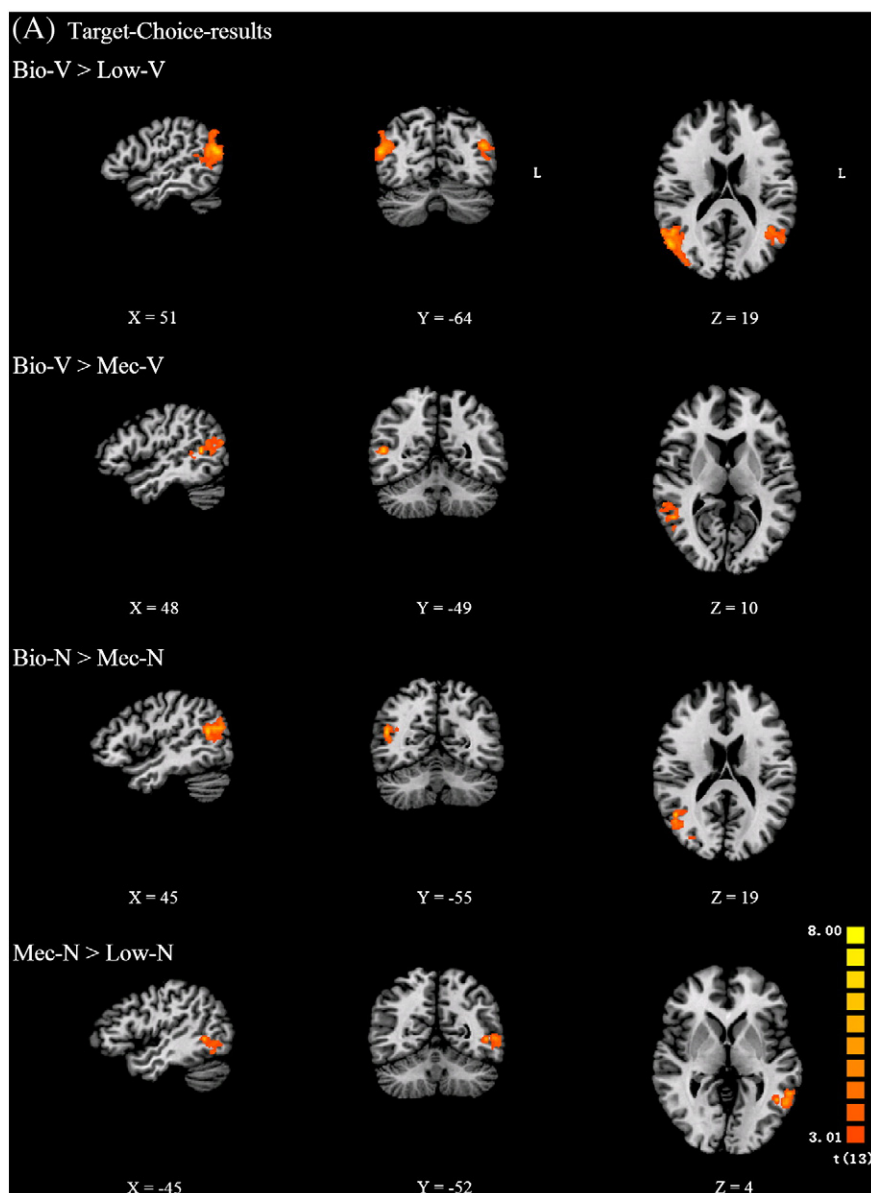 (A) Target-Choice-results
Bio-V > Low-V
L
L
X = 51
Y = -64
Z = 19
Bio-V > Mec-V
X = 48
Y = -49
Z = 10
Bio-N > Mec-N
X = 45
Y = -55
Z = 19
Mec-N > Low-N
8.00
3.01
t(13)
X = -45
Y = -52
Z = 4